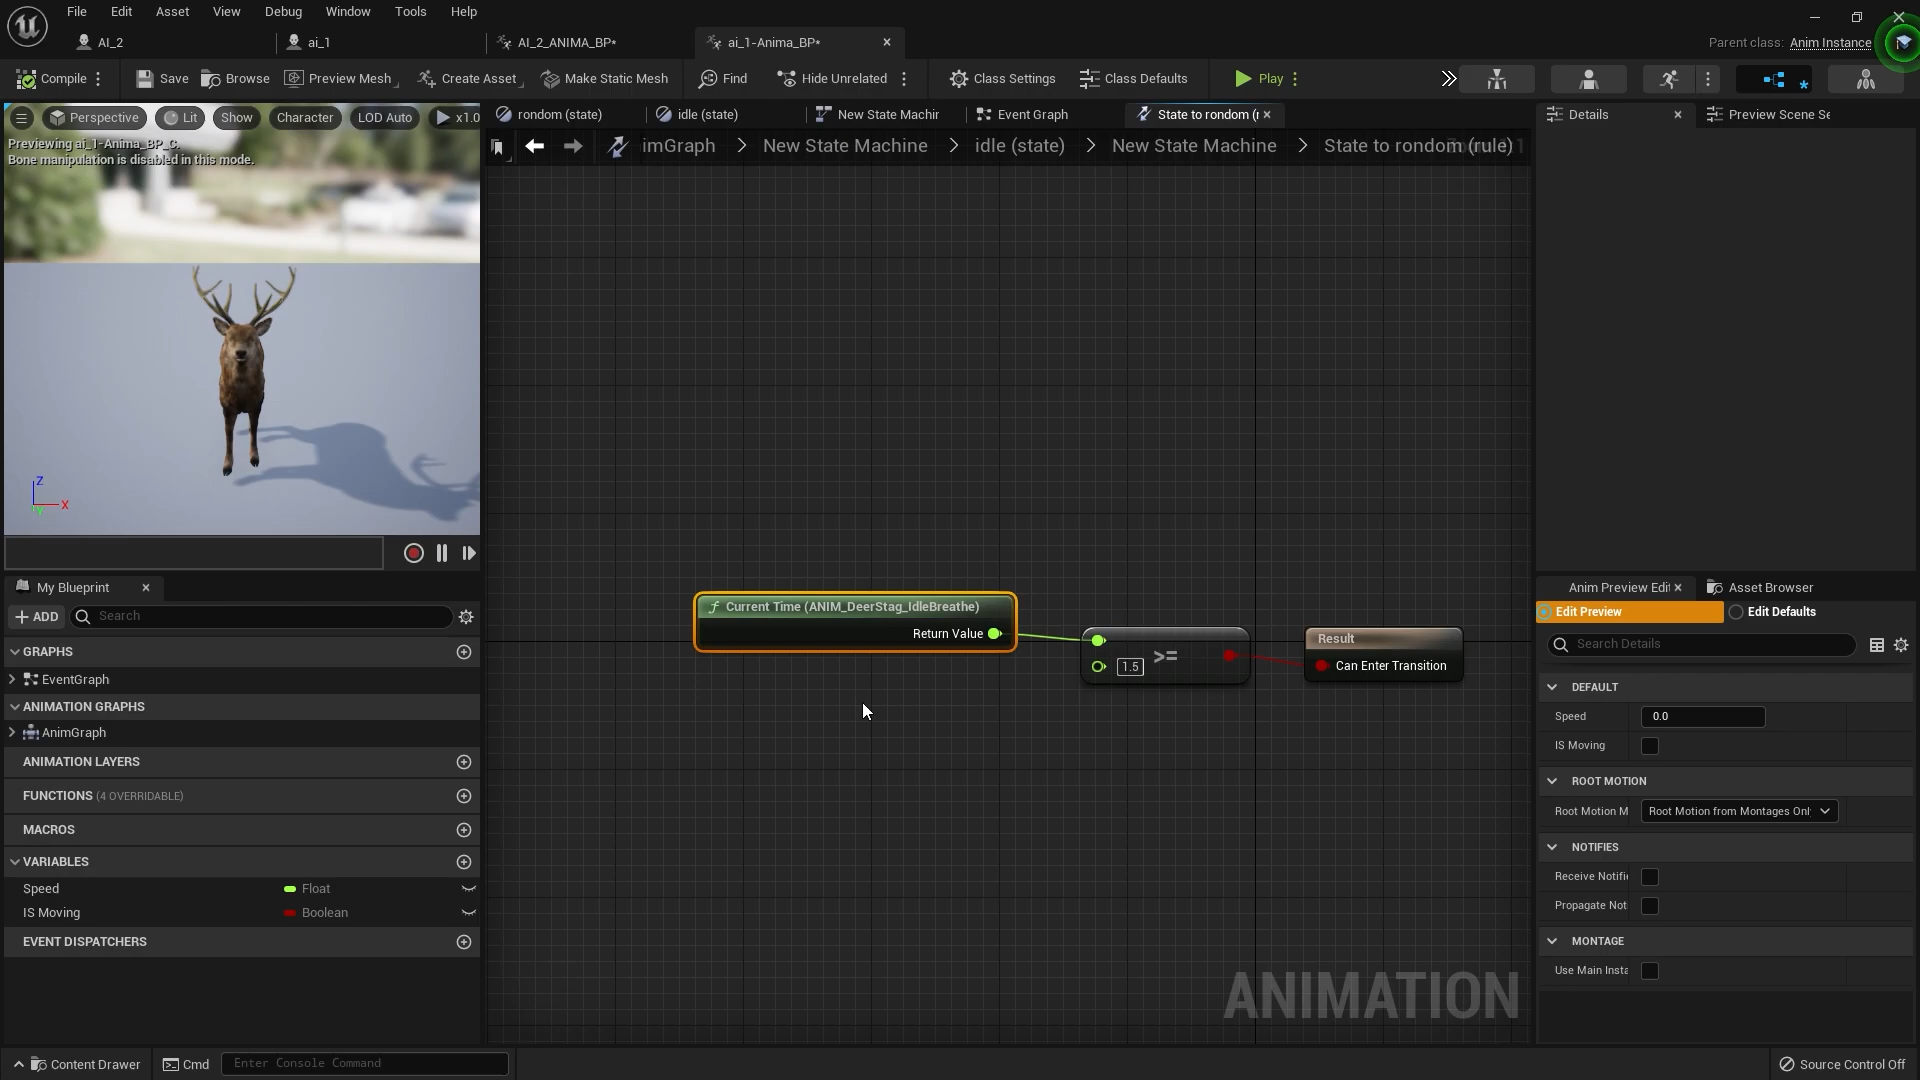 File Edit Asset View Debug Window Tools Help
AI_2 ai_1 AI_2_ANIMA_BP* ai_1-Anima_BP*
Parent class: Anim Instance
Compile Save Browse Preview Mesh Create Asset Make Static Mesh Find Hide Unrelated Class Settings Class Defaults Play
Perspective Lit Show Character LOD Auto x1.0
Previewing ai_1-Anima_BP_C.
Bone manipulation is disabled in this mode.
Z
X
Y
rondom (state) idle (state) New State Machir Event Graph State to rondom (r
imGraph > New State Machine > idle (state) > New State Machine > State to rondom (rule)
Current Time (ANIM_DeerStag_IdleBreathe)
Return Value
1.5 >=
Result
Can Enter Transition
ANIMATION
My Blueprint
ADD Search
GRAPHS
EventGraph
ANIMATION GRAPHS
AnimGraph
ANIMATION LAYERS
FUNCTIONS (4 OVERRIDABLE)
MACROS
VARIABLES
Speed Float
IS Moving Boolean
EVENT DISPATCHERS
Details Preview Scene Se
Anim Preview Edit Asset Browser
Edit Preview Edit Defaults
Search Details
DEFAULT
Speed 0.0
IS Moving
ROOT MOTION
Root Motion M Root Motion from Montages Onl
NOTIFIES
Receive Notifi
Propagate Not
MONTAGE
Use Main Insta
Content Drawer Cmd Enter Console Command Source Control Off